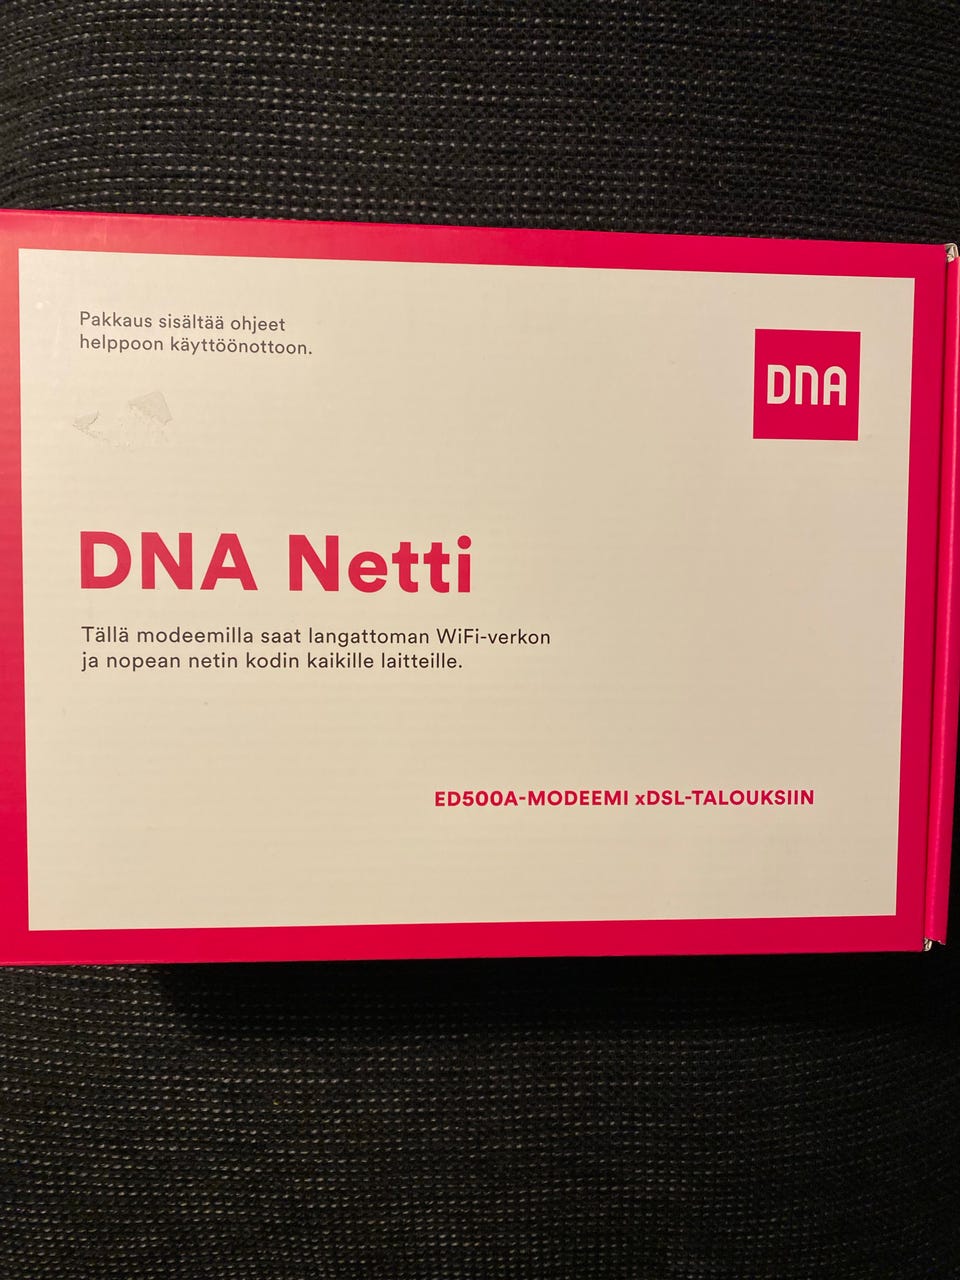 Pakkaus sisältää ohjeet
helppoon käyttöönottoon.
DNA
DNA Netti
Tällä modeemilla saat langattoman WiFi-verkon
ja nopean netin kodin kaikille laitteille.
ED500A-MODEEMI xDSL-TALOUKSIIN